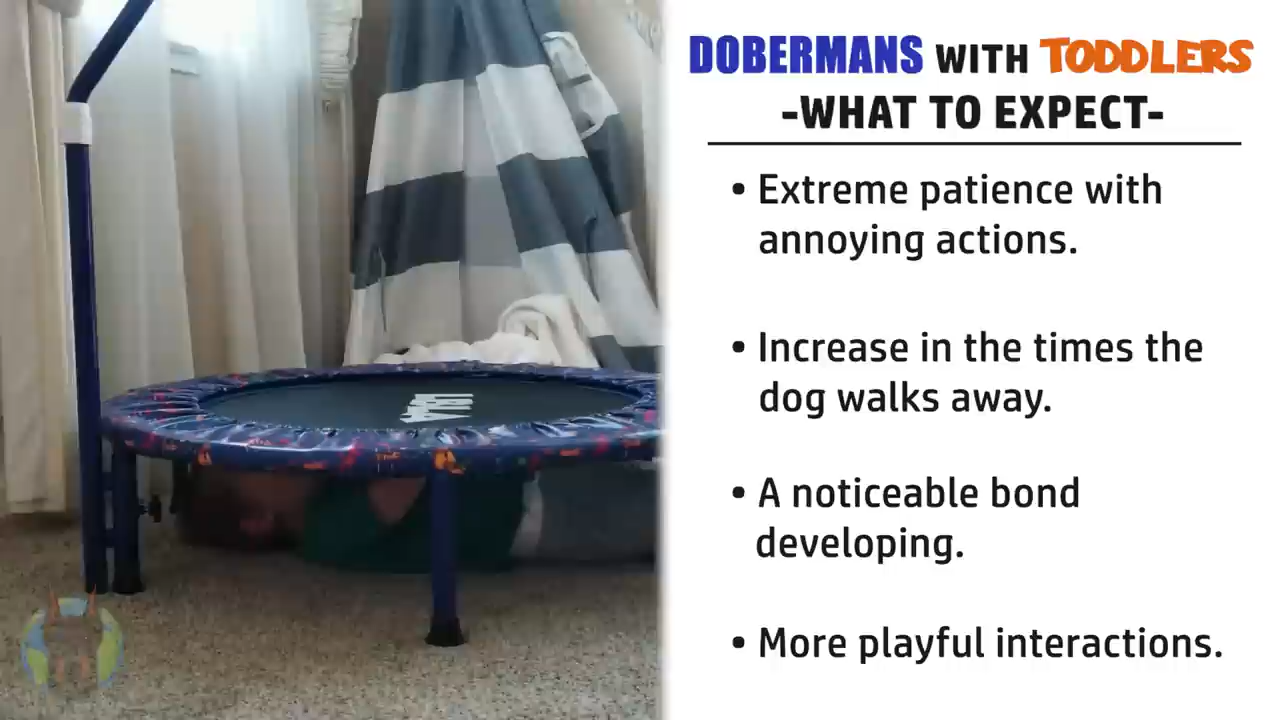 DOBERMANS WITH TODDLERS
-WHAT TO EXPECT-
• Extreme patience with
annoying actions.
• Increase in the times the
dog walks away.
• A noticeable bond
developing.
• More playful interactions.